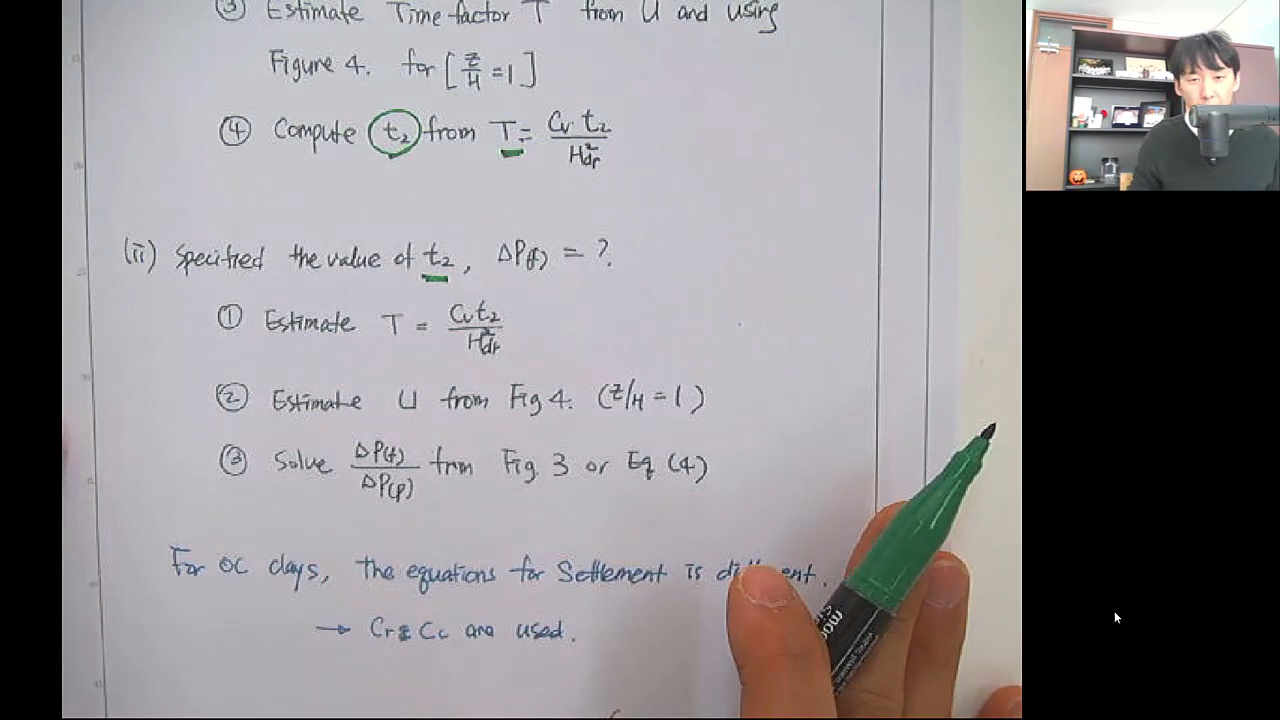 ③ Estimate Time factor T from U and using
Figure 4. for [z/H = 1]
④ Compute t₂ from T = Cv t₂ / H²dr
(ii) Specified the value of t₂, ΔP(f) = ?.
① Estimate T = Cv t₂ / H²dr
② Estimate U from Fig 4. (z/H = 1)
③ Solve ΔP(f) / ΔP(p) from Fig. 3 or Eq (4)
For OC clays, the equations for Settlement is different.
→ Cr & Cc are used.